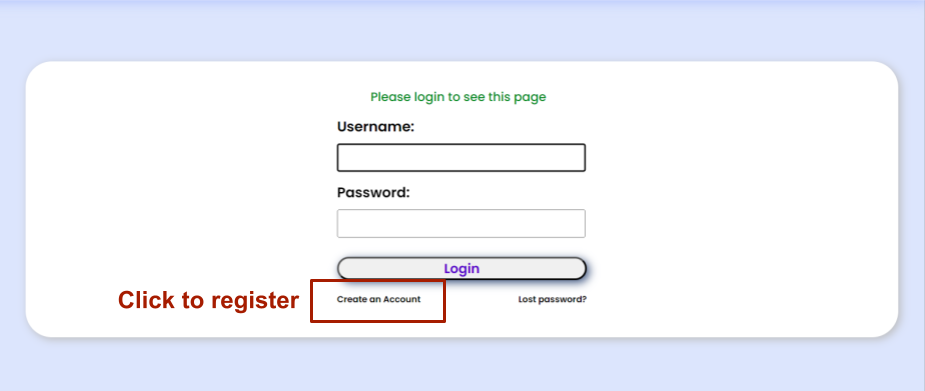 Please login to see this page
Username:
Password:
Login
Click to register
Create an Account
Lost password?